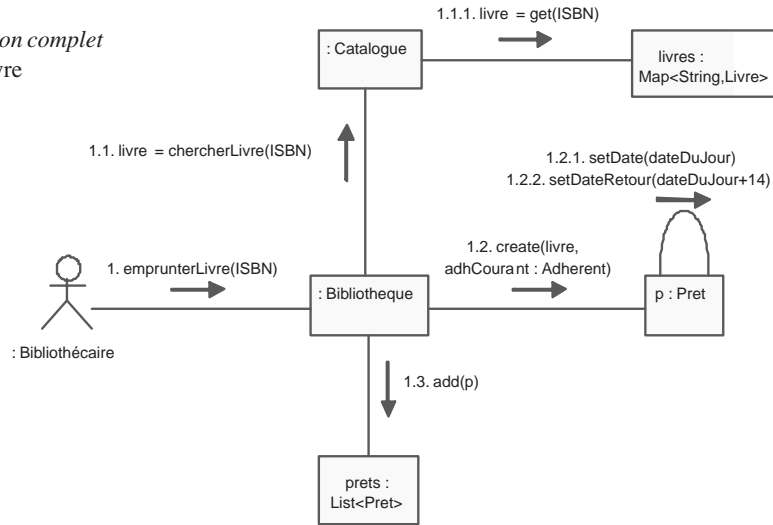 on complet
vre
1.1.1. livre = get(ISBN)
: Catalogue
livres :
Map<String,Livre>
1.1. livre = chercherLivre(ISBN)
1.2.1. setDate(dateDuJour)
1.2.2. setDateRetour(dateDuJour+14)
1. emprunterLivre(ISBN)
1.2. create(livre,
adhCourant : Adherent)
: Bibliotheque
p : Pret
: Bibliothécaire
1.3. add(p)
prets :
List<Pret>